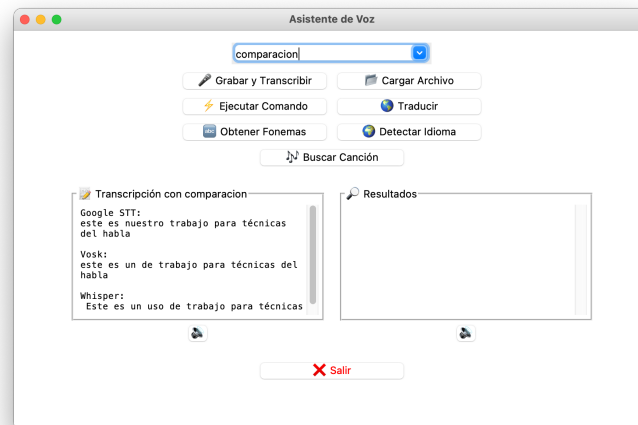 Asistente de Voz
comparacion
Grabar y Transcribir
Cargar Archivo
Ejecutar Comando
Traducir
abc Obtener Fonemas
Detectar Idioma
Buscar Canción
Transcripción con comparacion
Google STT:
este es nuestro trabajo para técnicas
del habla
Vosk:
este es un de trabajo para técnicas del
habla
Whisper:
Este es un uso de trabajo para técnicas
Resultados
Salir